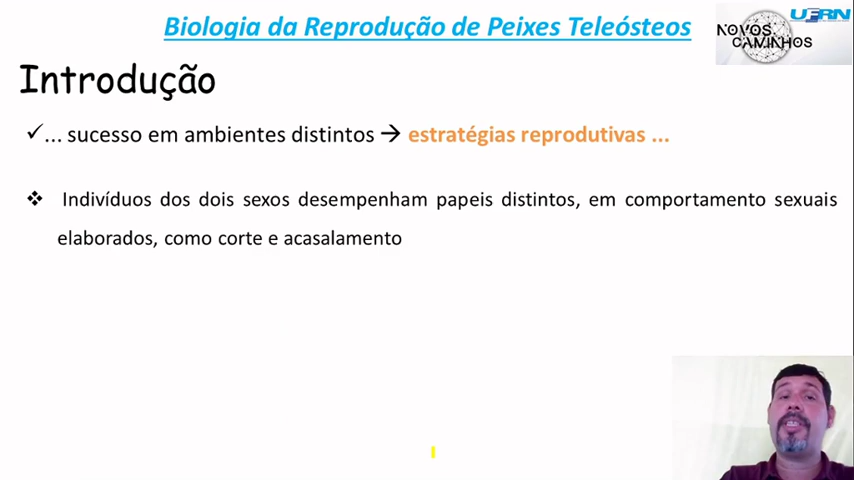 Biologia da Reprodução de Peixes Teleósteos
NOVOS
CAMINHOS
UFRN
Introdução
✓... sucesso em ambientes distintos → estratégias reprodutivas ...
❖ Indivíduos dos dois sexos desempenham papeis distintos, em comportamento sexuais
elaborados, como corte e acasalamento